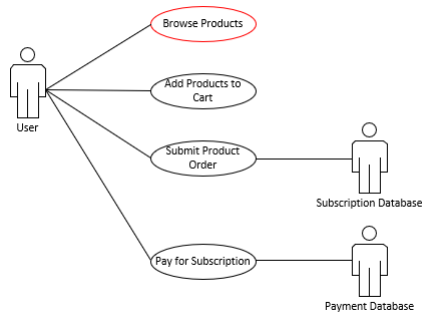 Browse Products
Add Products to
Cart
User
Submit Product
Order
Subscription Database
Pay for Subscription
Payment Database